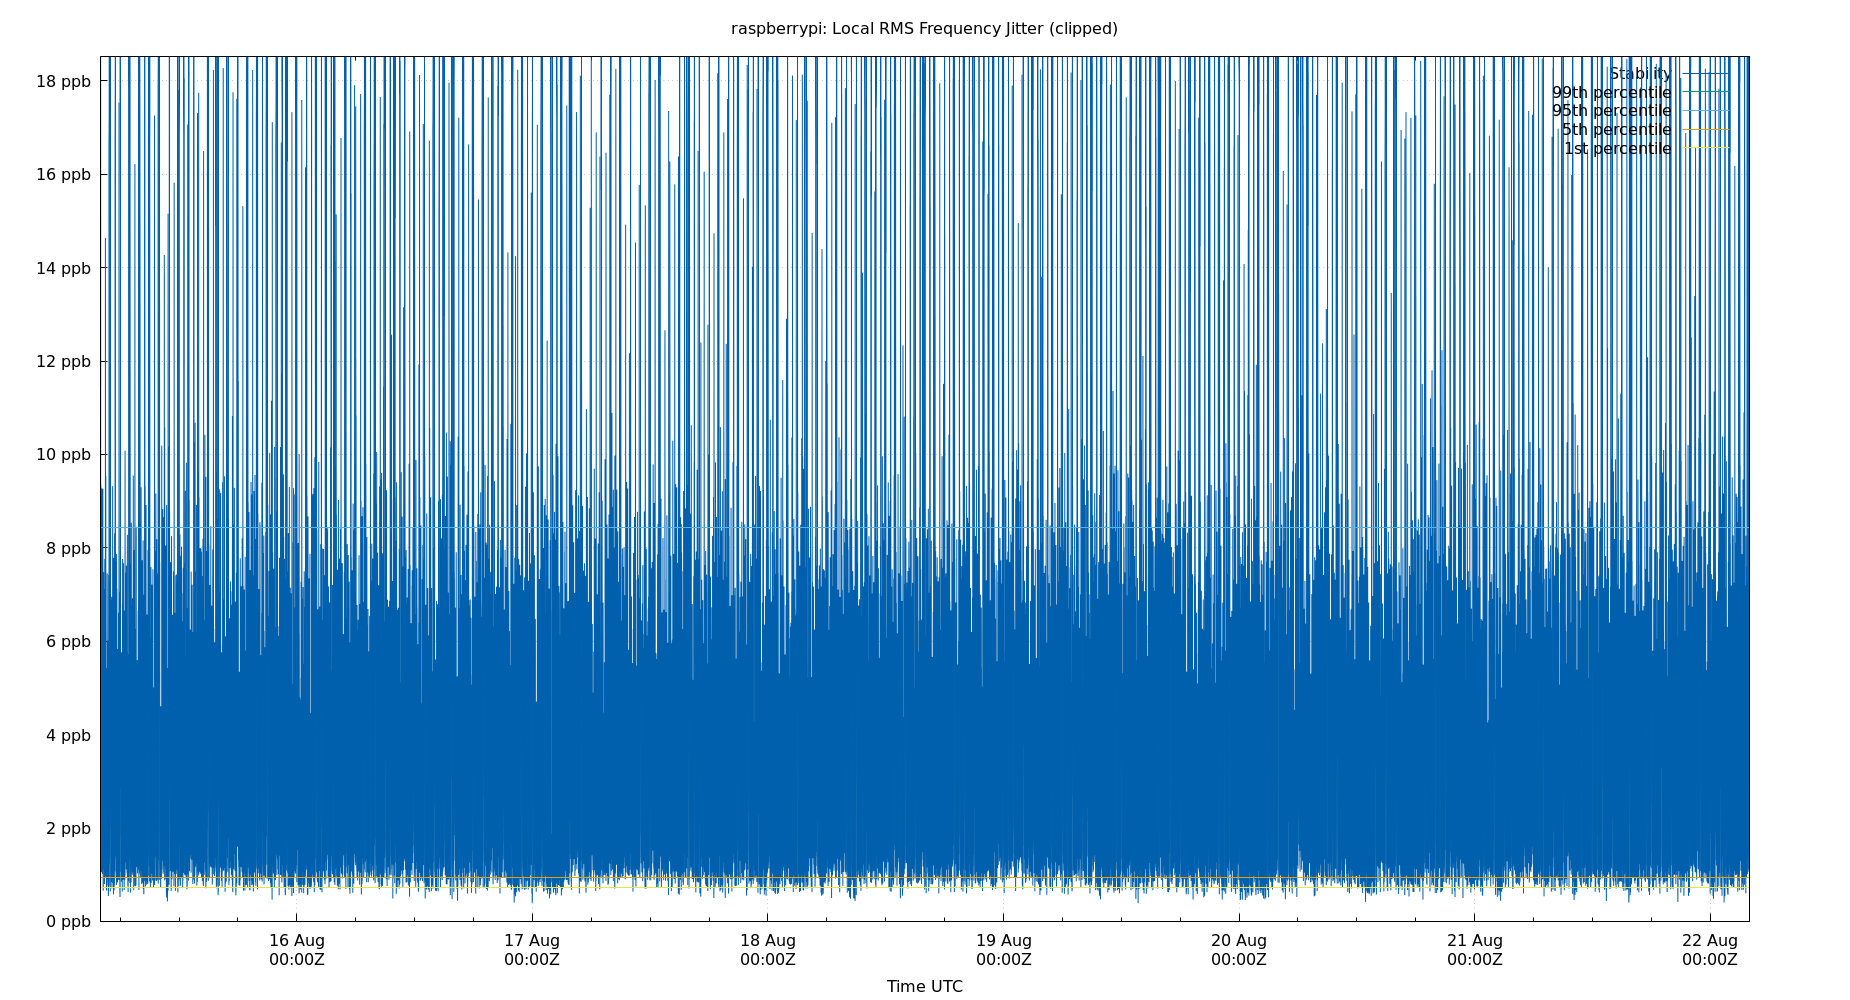 raspberrypi: Local RMS Frequency Jitter (clipped)
18 ppb
16 ppb
14 ppb
12 ppb
10 ppb
8 ppb
6 ppb
4 ppb
2 ppb
0 ppb
Stability
99th percentile
95th percentile
5th percentile
1st percentile
16 Aug
00:00Z
17 Aug
00:00Z
18 Aug
00:00Z
19 Aug
00:00Z
20 Aug
00:00Z
21 Aug
00:00Z
22 Aug
00:00Z
Time UTC